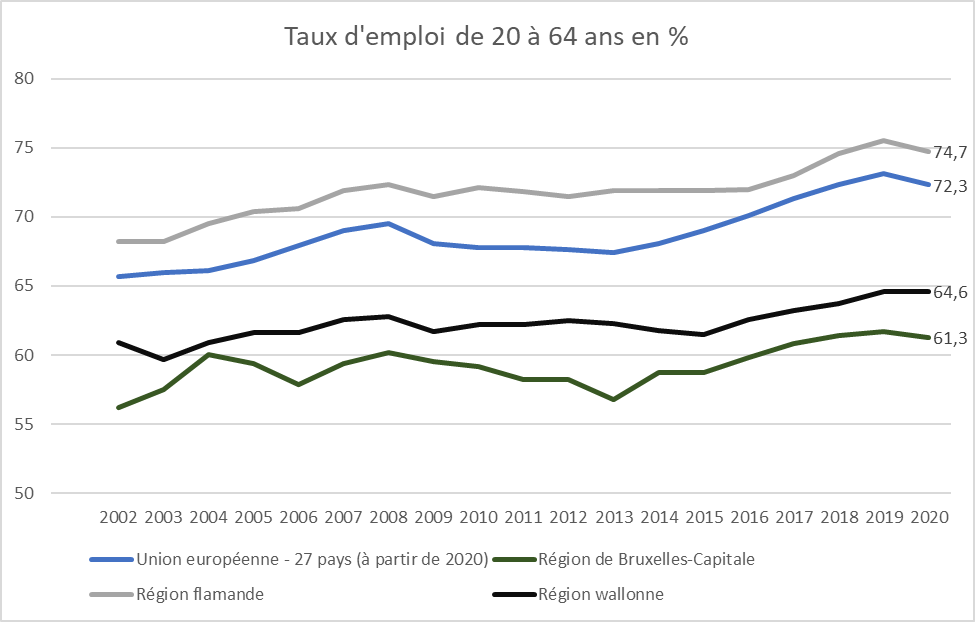 Taux d'emploi de 20 à 64 ans en %
80
75
70
65
60
55
50
74,7
72,3
64,6
61,3
2002 2003 2004 2005 2006 2007 2008 2009 2010 2011 2012 2013 2014 2015 2016 2017 2018 2019 2020
Union européenne - 27 pays (à partir de 2020) Région de Bruxelles-Capitale
Région flamande Région wallonne